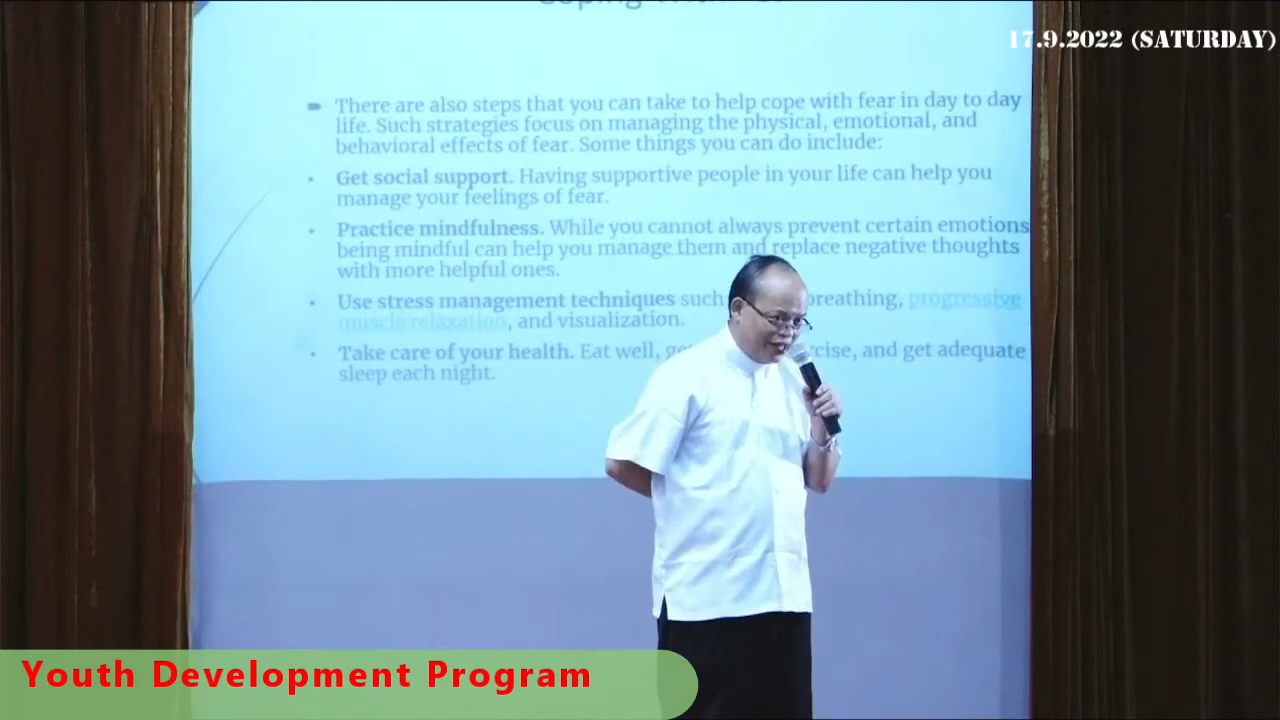 Coping With
17.9.2022 (SATURDAY)
There are also steps that you can take to help cope with fear in day to day
life. Such strategies focus on managing the physical, emotional, and
behavioral effects of fear. Some things you can do include:
Get social support. Having supportive people in your life can help you
manage your feelings of fear.
Practice mindfulness. While you cannot always prevent certain emotions
being mindful can help you manage them and replace negative thoughts
with more helpful ones.
Use stress management techniques such breathing, progressive
muscle relaxation, and visualization.
Take care of your health. Eat well, and get adequate
sleep each night.
Youth Development Program